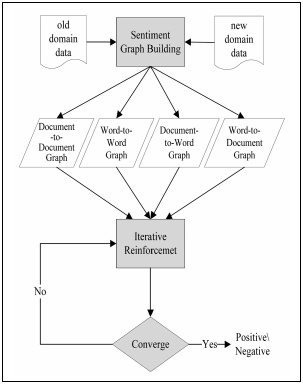 old
domain
data
Sentiment
Graph Building
new
domain
data
Document
-to-
Document
Graph
Word-to-
Word
Graph
Document-
to-Word
Graph
Word-to-
Document
Graph
Iterative
Reinforcemet
No
Converge
Yes
Positive\
Negative